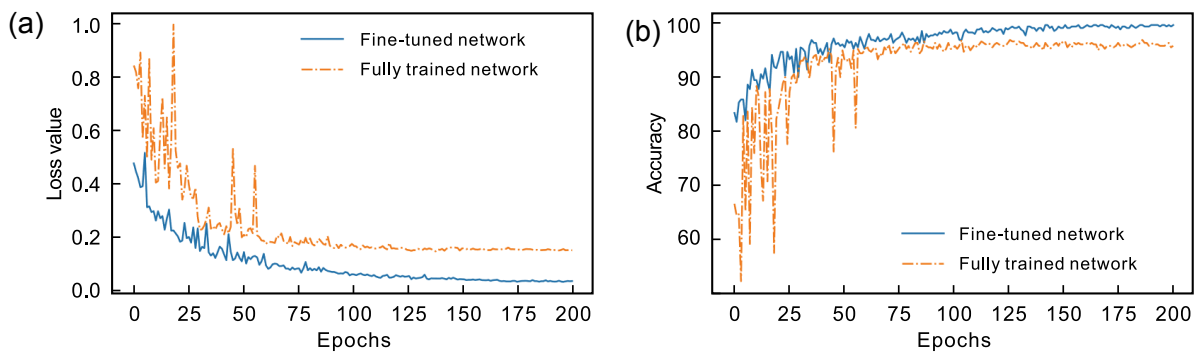 (a)
Loss value
1.0
0.8
0.6
0.4
0.2
0.0
Fine-tuned network
Fully trained network
0 25 50 75 100 125 150 175 200
Epochs
(b)
Accuracy
100
90
80
70
60
Fine-tuned network
Fully trained network
0 25 50 75 100 125 150 175 200
Epochs